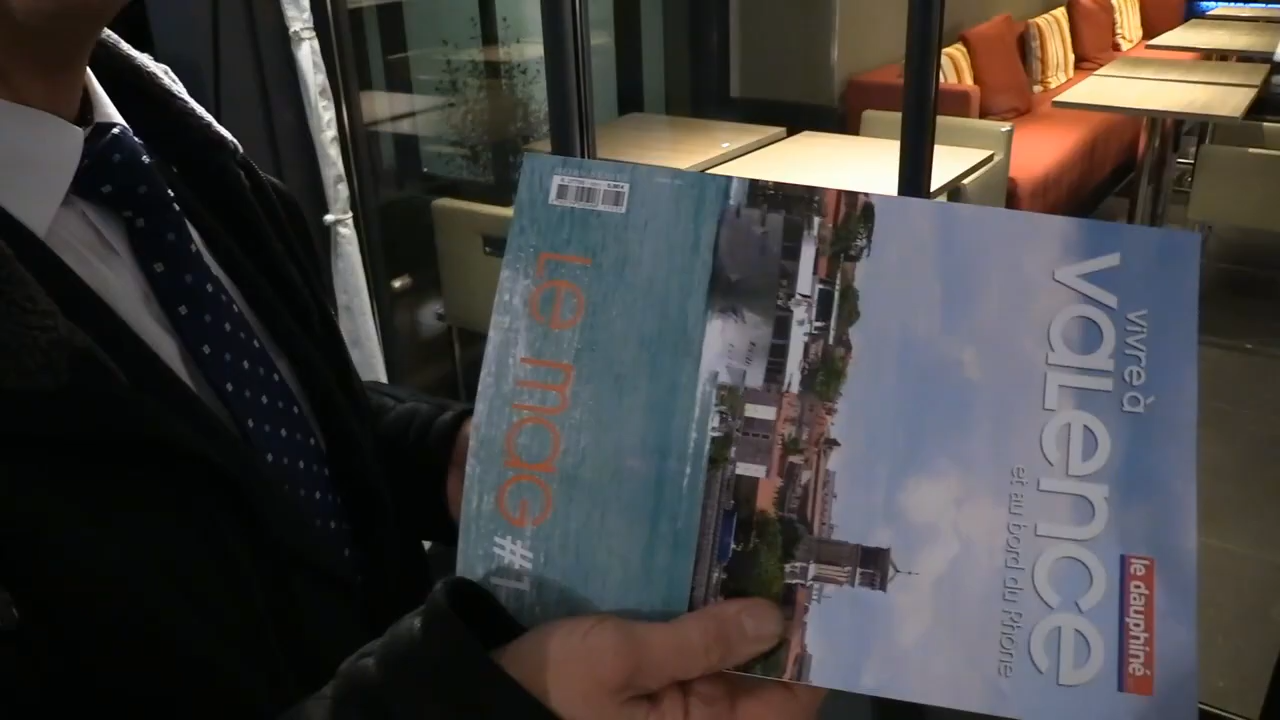 vivre à
valence
et au bord du Rhône
le dauphiné
Le mag #1